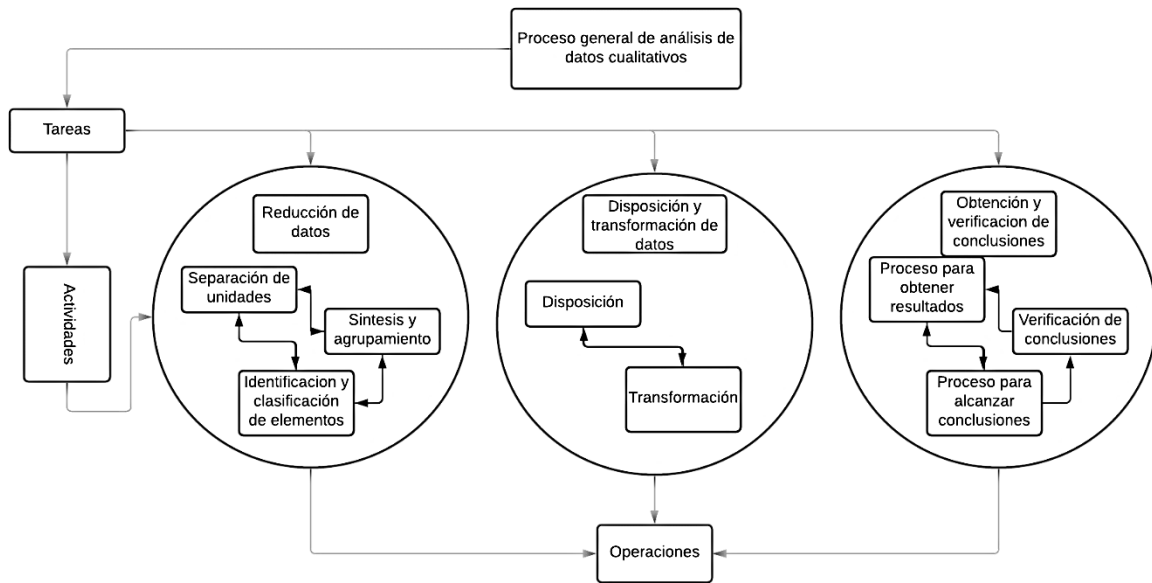 Proceso general de análisis de
datos cualitativos
Tareas
Actividades
Reducción de
datos
Separación de
unidades
Sintesis y
agrupamiento
Identificacion y
clasificación
de elementos
Disposición y
transformación
de datos
Disposición
Transformación
Obtención y
verificacion de
conclusiones
Proceso para
obtener
resultados
Verificación de
conclusiones
Proceso para
alcanzar
conclusiones
Operaciones